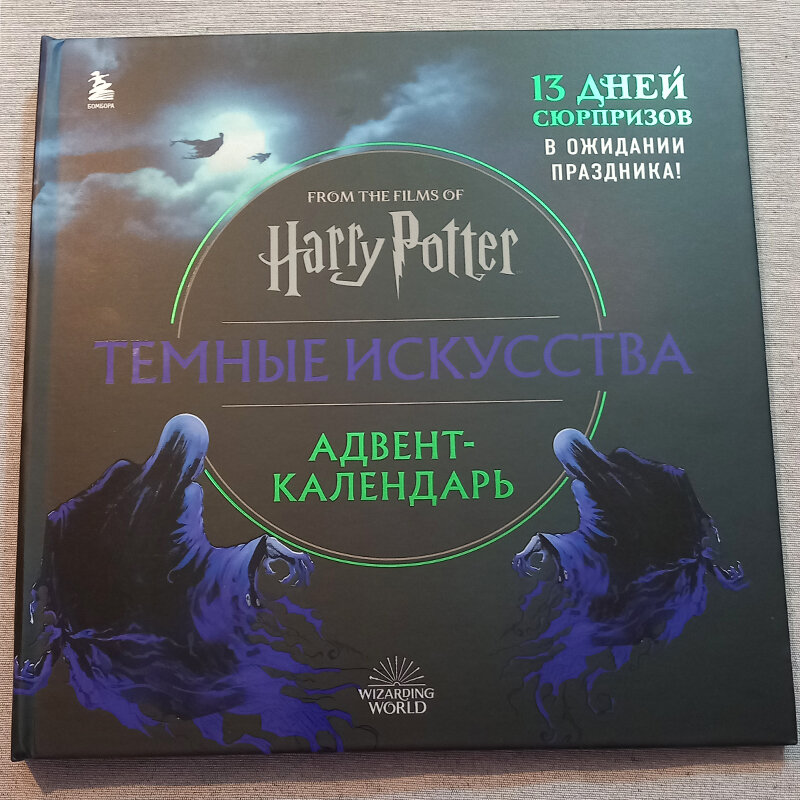 БОМБОРА
13 ДНЕЙ
СЮРПРИЗОВ
В ОЖИДАНИИ
ПРАЗДНИКА!
FROM THE FILMS OF
Harry Potter
ТЕМНЫЕ ИСКУССТВА
АДВЕНТ-
КАЛЕНДАРЬ
WIZARDING
WORLD